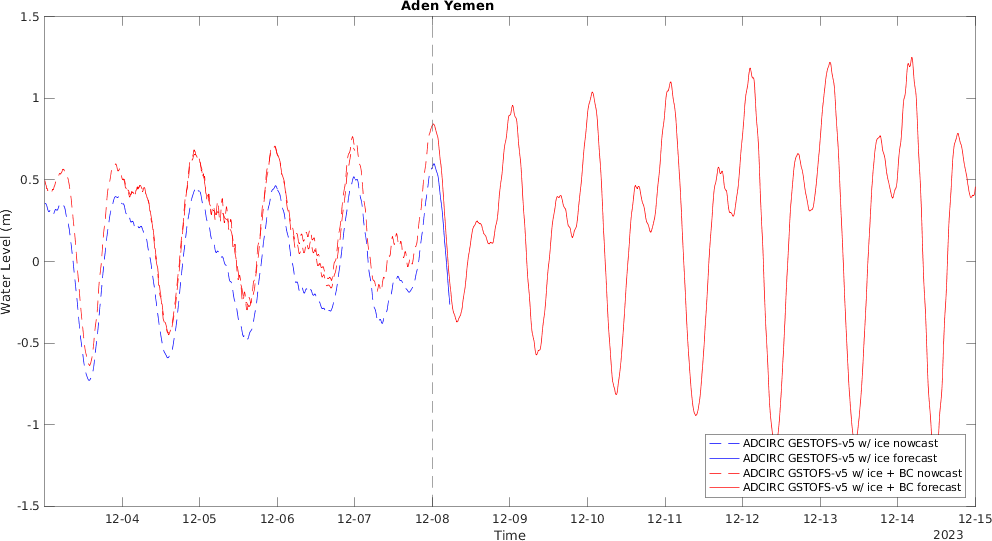 Aden Yemen
1.5
1
0.5
0
-0.5
-1
-1.5
Water Level (m)
12-04 12-05 12-06 12-07 12-08 12-09 12-10 12-11 12-12 12-13 12-14 12-15
Time
2023
ADCIRC GESTOFS-v5 w/ ice nowcast
ADCIRC GESTOFS-v5 w/ ice forecast
ADCIRC GSTOFS-v5 w/ ice + BC nowcast
ADCIRC GSTOFS-v5 w/ ice + BC forecast